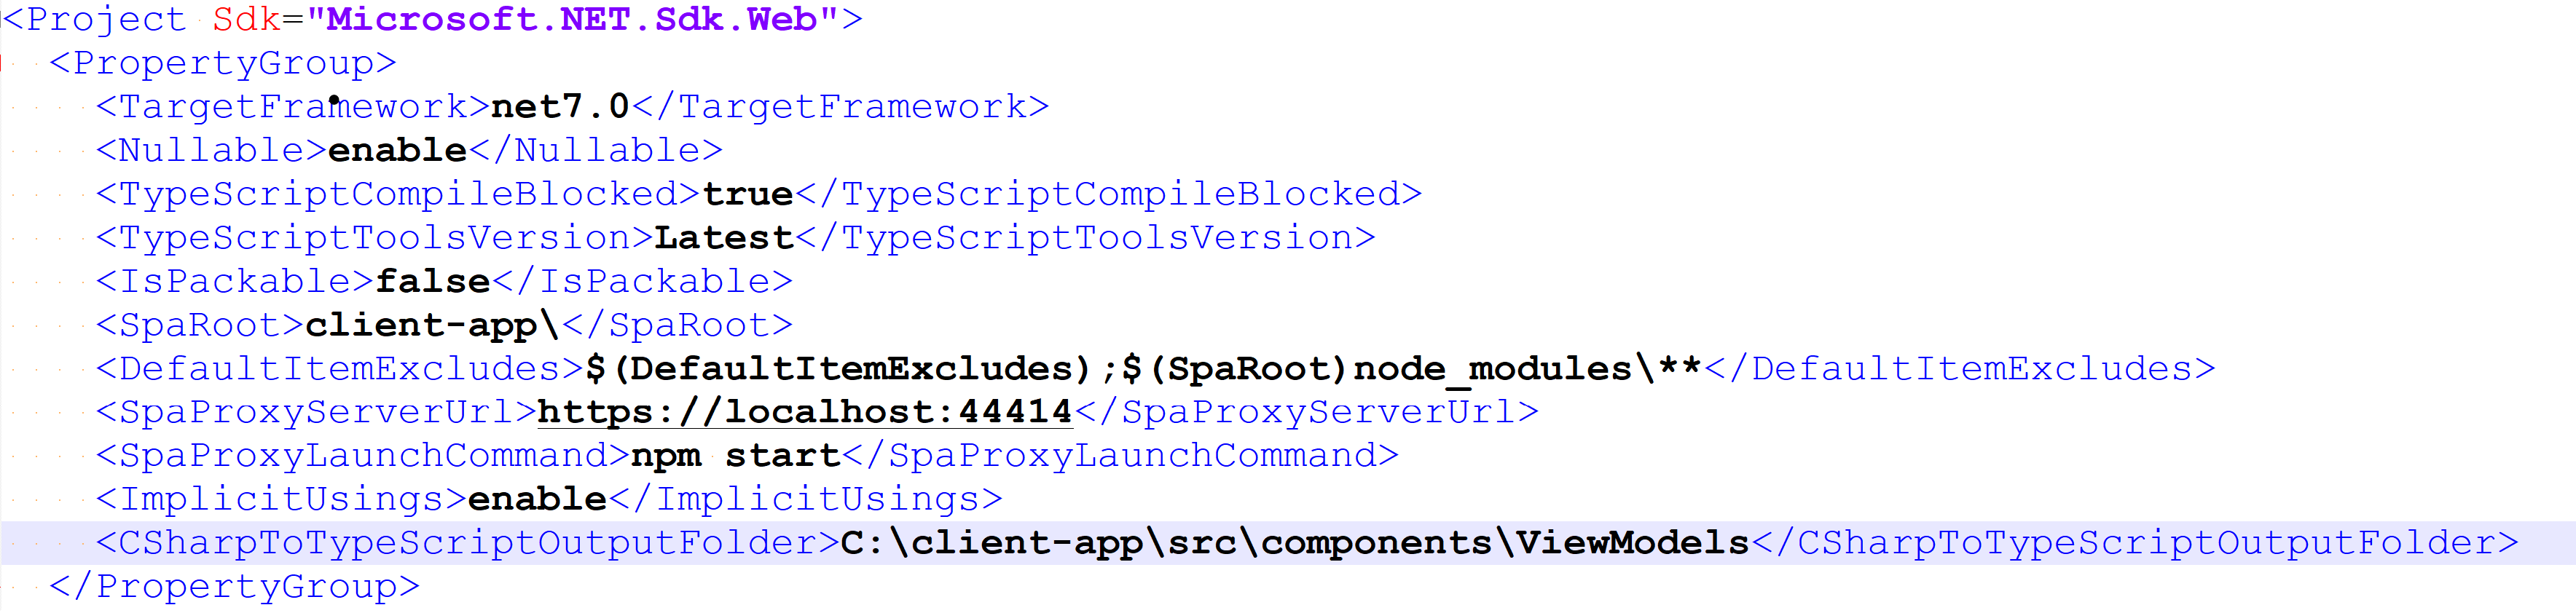 <Project Sdk="Microsoft.NET.Sdk.Web">
<PropertyGroup>
<TargetFramework>net7.0</TargetFramework>
<Nullable>enable</Nullable>
<TypeScriptCompileBlocked>true</TypeScriptCompileBlocked>
<TypeScriptToolsVersion>Latest</TypeScriptToolsVersion>
<IsPackable>false</IsPackable>
<SpaRoot>client-app\</SpaRoot>
<DefaultItemExcludes>$(DefaultItemExcludes);$(SpaRoot)node_modules\**</DefaultItemExcludes>
<SpaProxyServerUrl>https://localhost:44414</SpaProxyServerUrl>
<SpaProxyLaunchCommand>npm start</SpaProxyLaunchCommand>
<ImplicitUsings>enable</ImplicitUsings>
<CSharpToTypeScriptOutputFolder>C:\client-app\src\components\ViewModels</CSharpToTypeScriptOutputFolder>
</PropertyGroup>